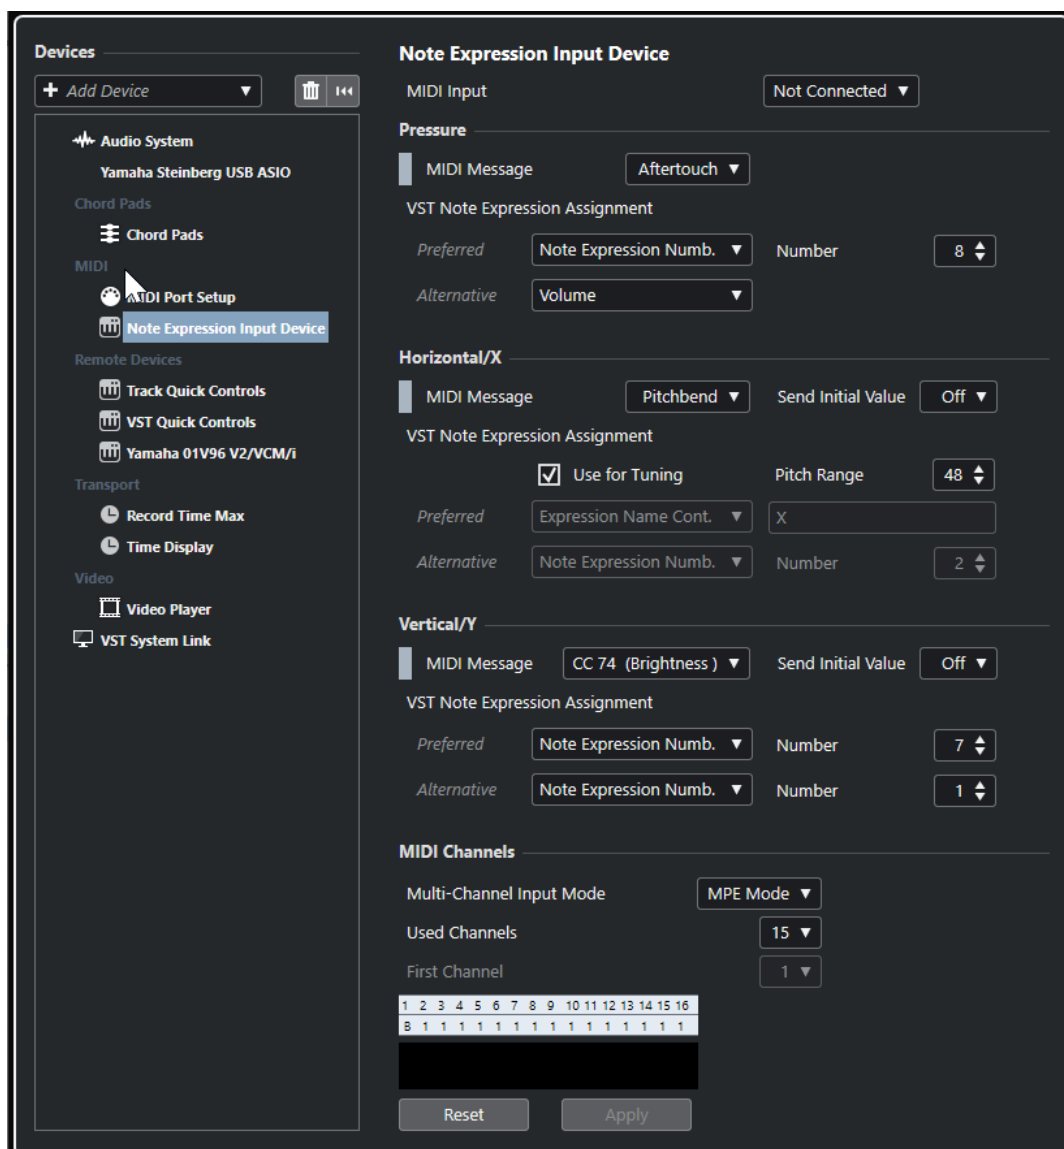 Devices
Add Device
Audio System
Yamaha Steinberg USB ASIO
Chord Pads
Chord Pads
MIDI
MIDI Port Setup
Note Expression Input Device
Remote Devices
Track Quick Controls
VST Quick Controls
Yamaha 01V96 V2/VCM/i
Transport
Record Time Max
Time Display
Video
Video Player
VST System Link
Note Expression Input Device
MIDI Input Not Connected
Pressure
MIDI Message Aftertouch
VST Note Expression Assignment
Preferred Note Expression Numb. Number 8
Alternative Volume
Horizontal/X
MIDI Message Pitchbend Send Initial Value Off
VST Note Expression Assignment
Use for Tuning Pitch Range 48
Preferred Expression Name Cont. X
Alternative Note Expression Numb. Number 2
Vertical/Y
MIDI Message CC 74 (Brightness ) Send Initial Value Off
VST Note Expression Assignment
Preferred Note Expression Numb. Number 7
Alternative Note Expression Numb. Number 1
MIDI Channels
Multi-Channel Input Mode MPE Mode
Used Channels 15
First Channel 1
1 2 3 4 5 6 7 8 9 10 11 12 13 14 15 16
B 1 1 1 1 1 1 1 1 1 1 1 1 1 1 1
Reset Apply